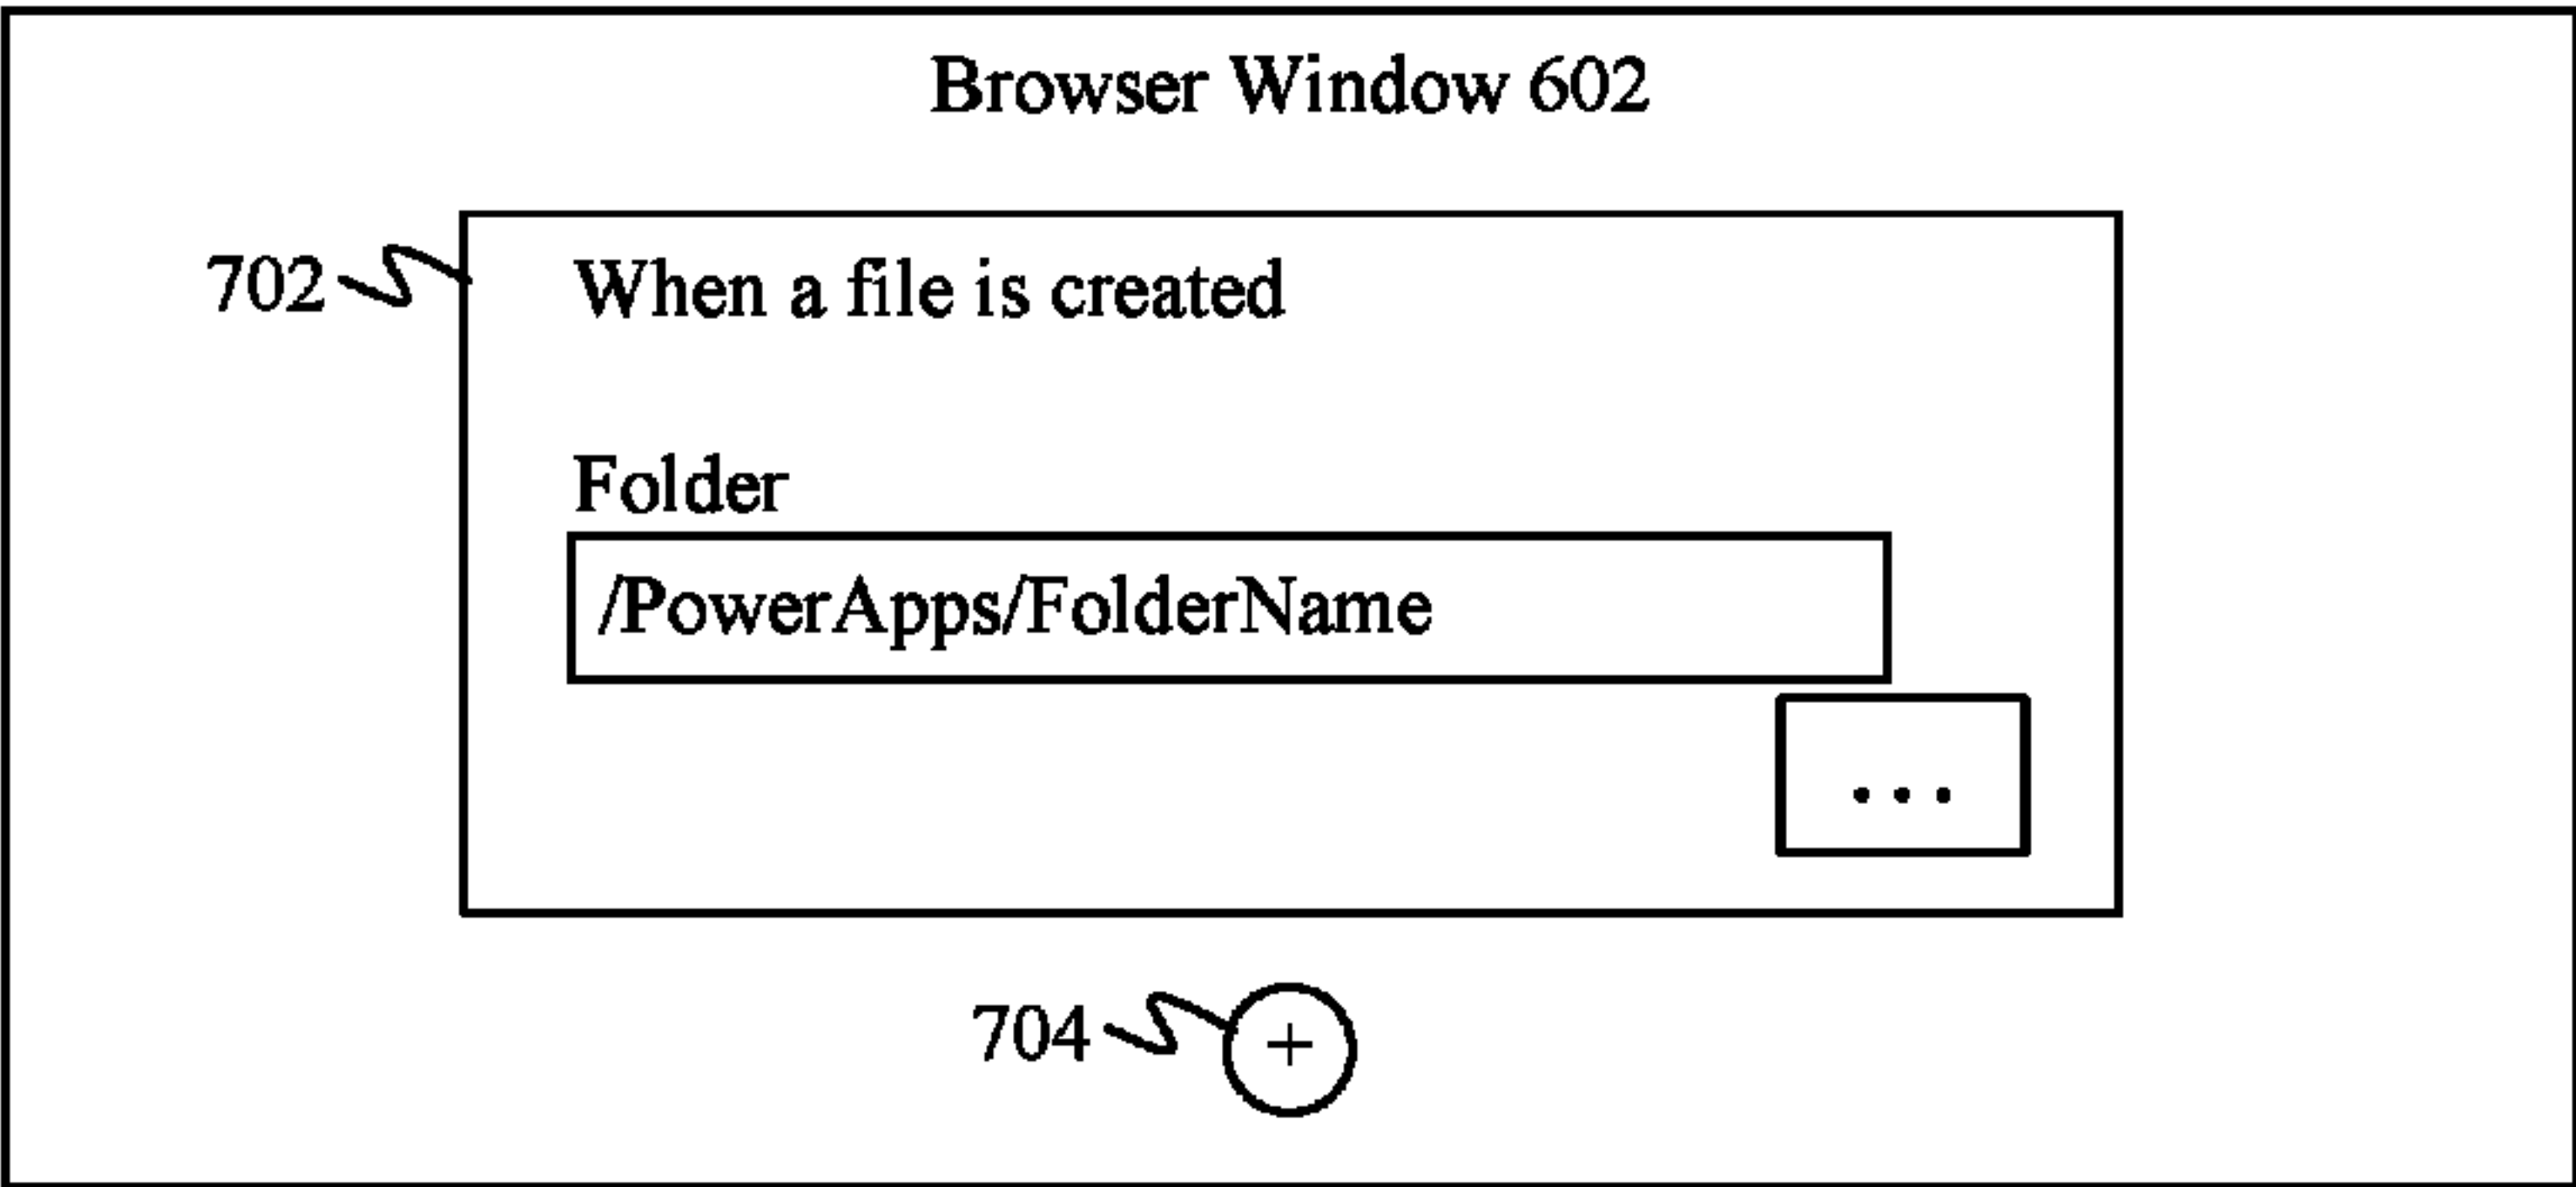 Browser Window 602
702
When a file is created
Folder
/PowerApps/FolderName
...
704
+